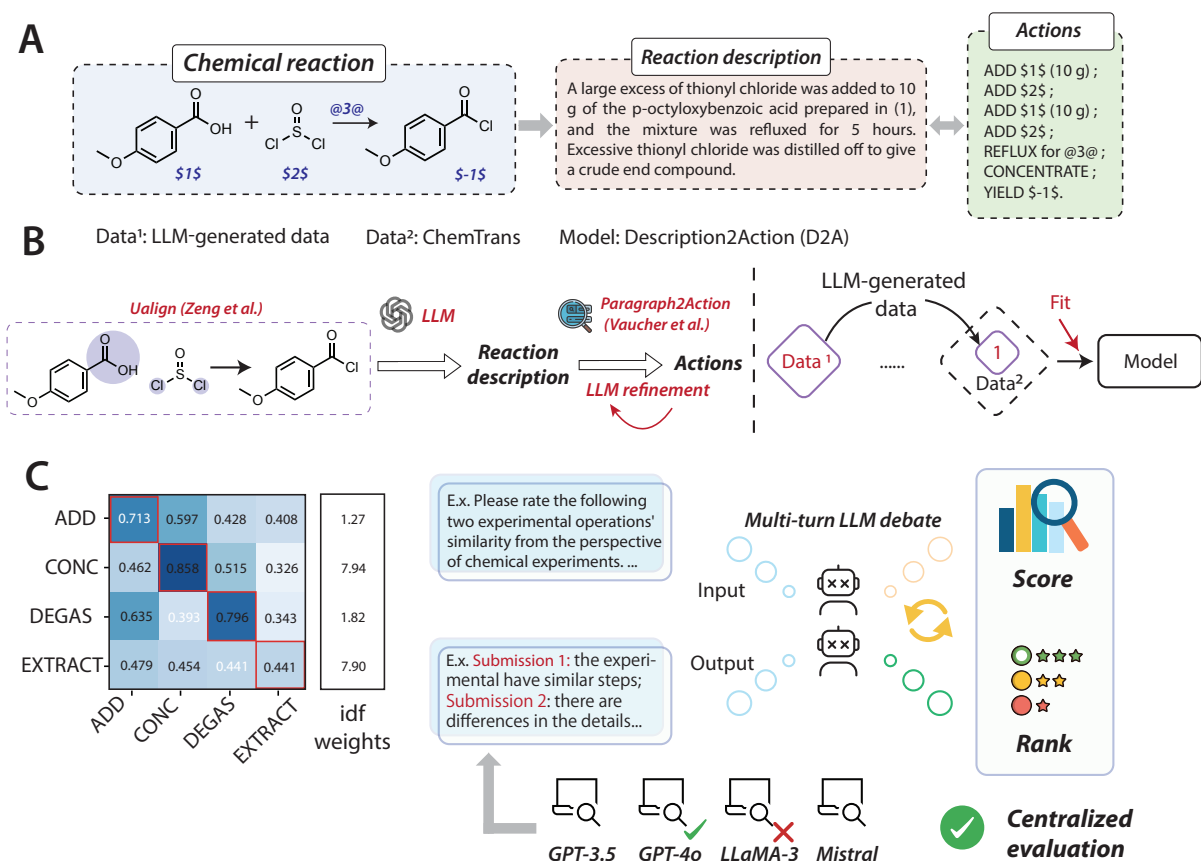 A
Chemical reaction
O
OH
O
$1$
+
O
S
Cl
Cl
$2$
@3@
O
Cl
O
$-1$
Reaction description
A large excess of thionyl chloride was added to 10
g of the p-octyloxybenzoic acid prepared in (1),
and the mixture was refluxed for 5 hours.
Excessive thionyl chloride was distilled off to give
a crude end compound.
Actions
ADD $1$ (10 g) ;
ADD $2$ ;
ADD $1$ (10 g) ;
ADD $2$ ;
REFLUX for @3@ ;
CONCENTRATE ;
YIELD $-1$.
B
Data¹: LLM-generated data
Data²: ChemTrans
Model: Description2Action (D2A)
Ualign (Zeng et al.)
O
OH
O
O
S
Cl
Cl
O
Cl
O
LLM
Reaction
description
Paragraph2Action
(Vaucher et al.)
LLM refinement
Actions
LLM-generated
data
Data ¹
......
1
Data²
Fit
Model
C
ADD
0.713 0.597 0.428 0.408
1.27
CONC
0.462 0.858 0.515 0.326
7.94
DEGAS
0.635 0.393 0.796 0.343
1.82
EXTRACT
0.479 0.454 0.441 0.441
7.90
ADD
CONC
DEGAS
EXTRACT
idf
weights
E.x. Please rate the following
two experimental operations'
similarity from the perspective
of chemical experiments. ...
E.x. Submission 1: the experi-
mental have similar steps;
Submission 2: there are
differences in the details...
Multi-turn LLM debate
Input
Output
Score
Rank
GPT-3.5
GPT-4o
LLaMA-3
Mistral
Centralized
evaluation